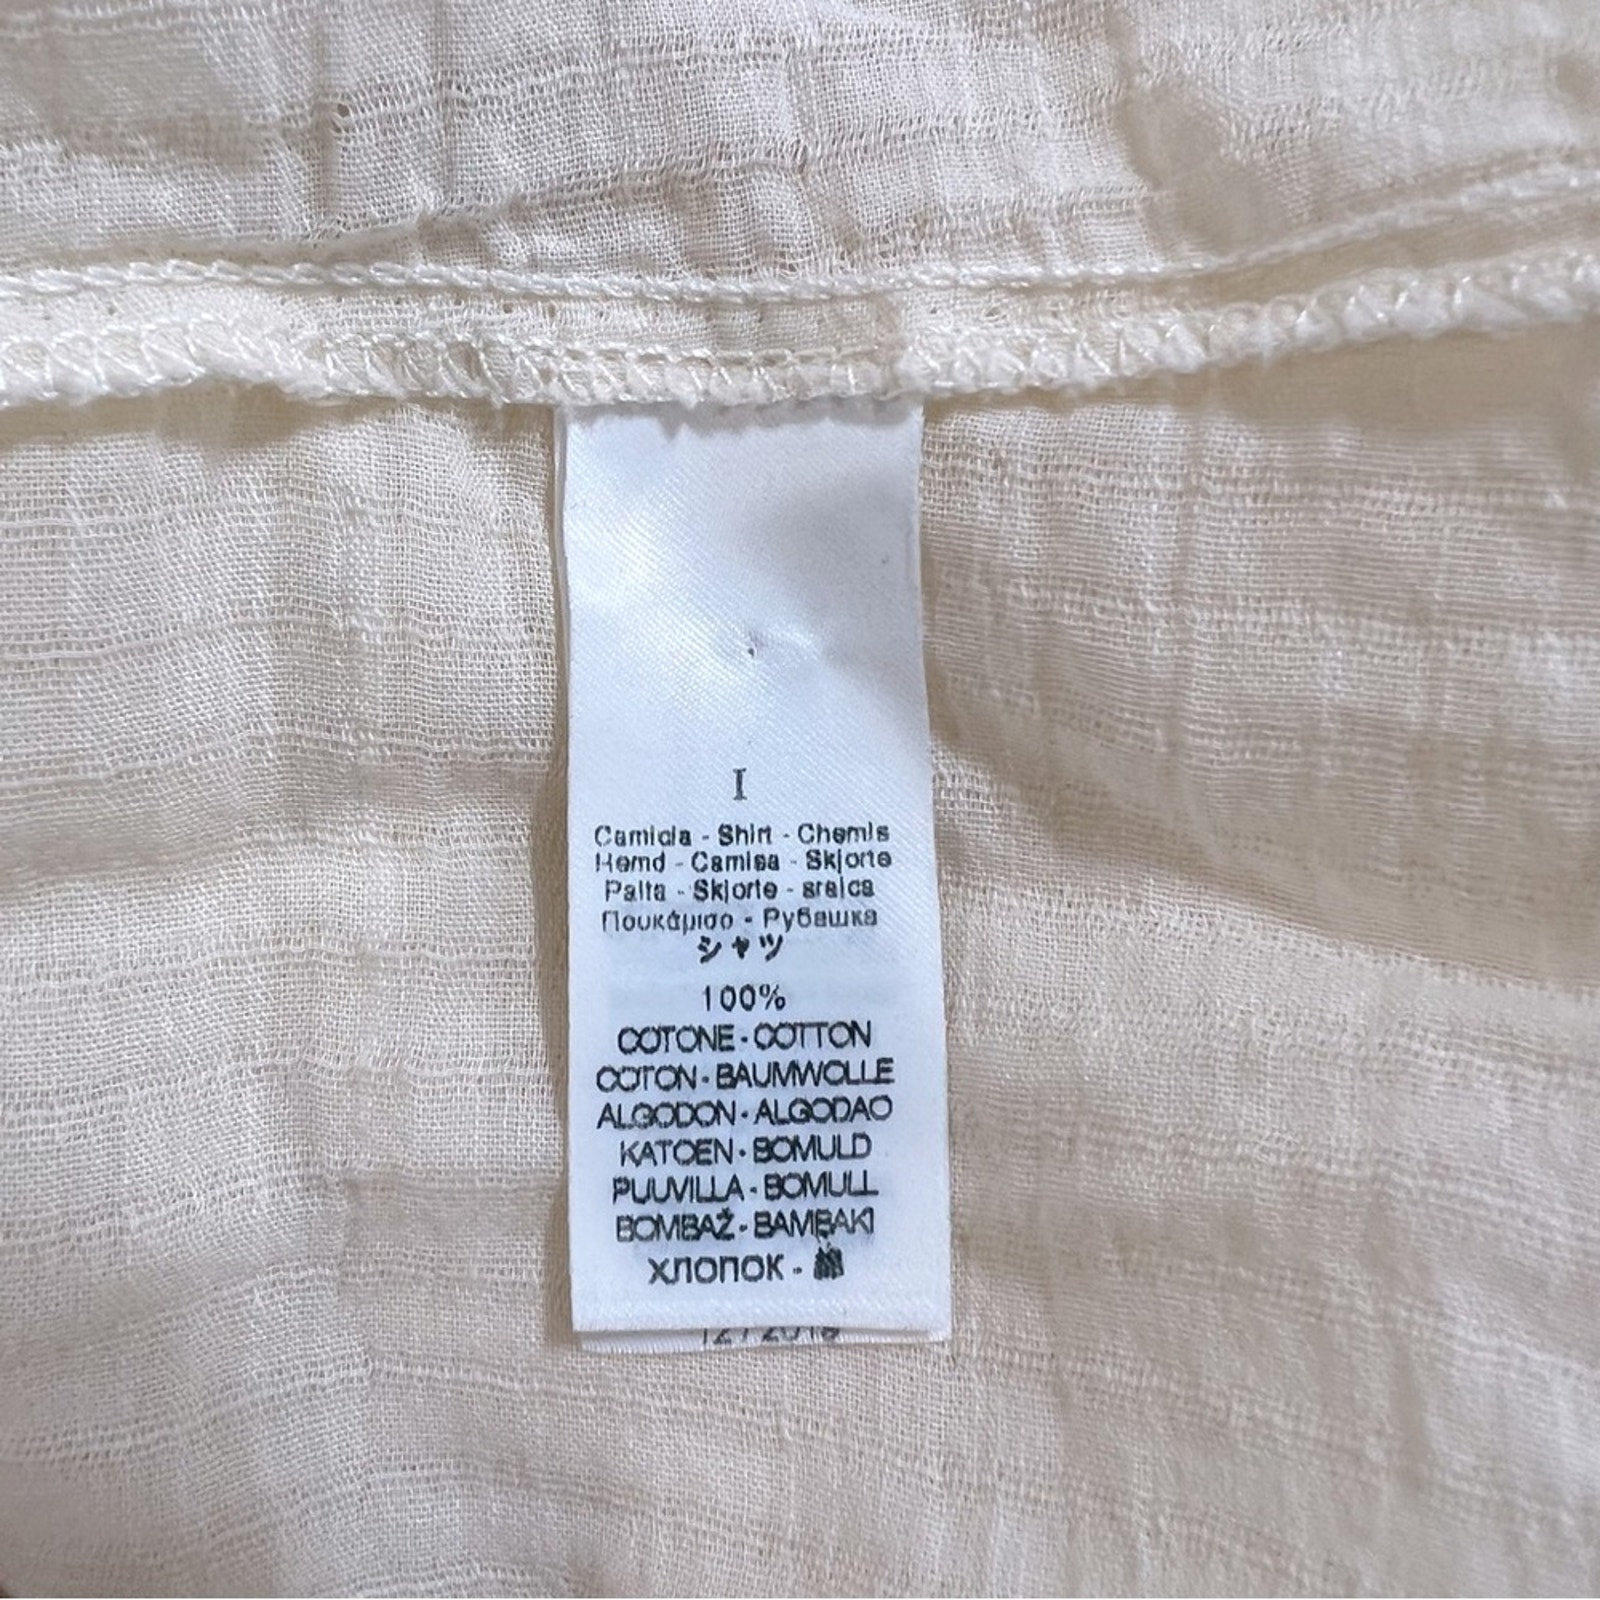 I
Camicia - Shirt - Chemis
Hemd - Camisa - Skjorte
Paita - Skjorte - srajca
Πουκάμισο - Рубашка
シャツ
100%
COTONE - COTTON
COTON - BAUMWOLLE
ALGODON - ALGODAO
KATOEN - BOMULD
PUUVILLA - BOMULL
BOMBAŽ - BAMBAKI
ХЛОПОК - 綿